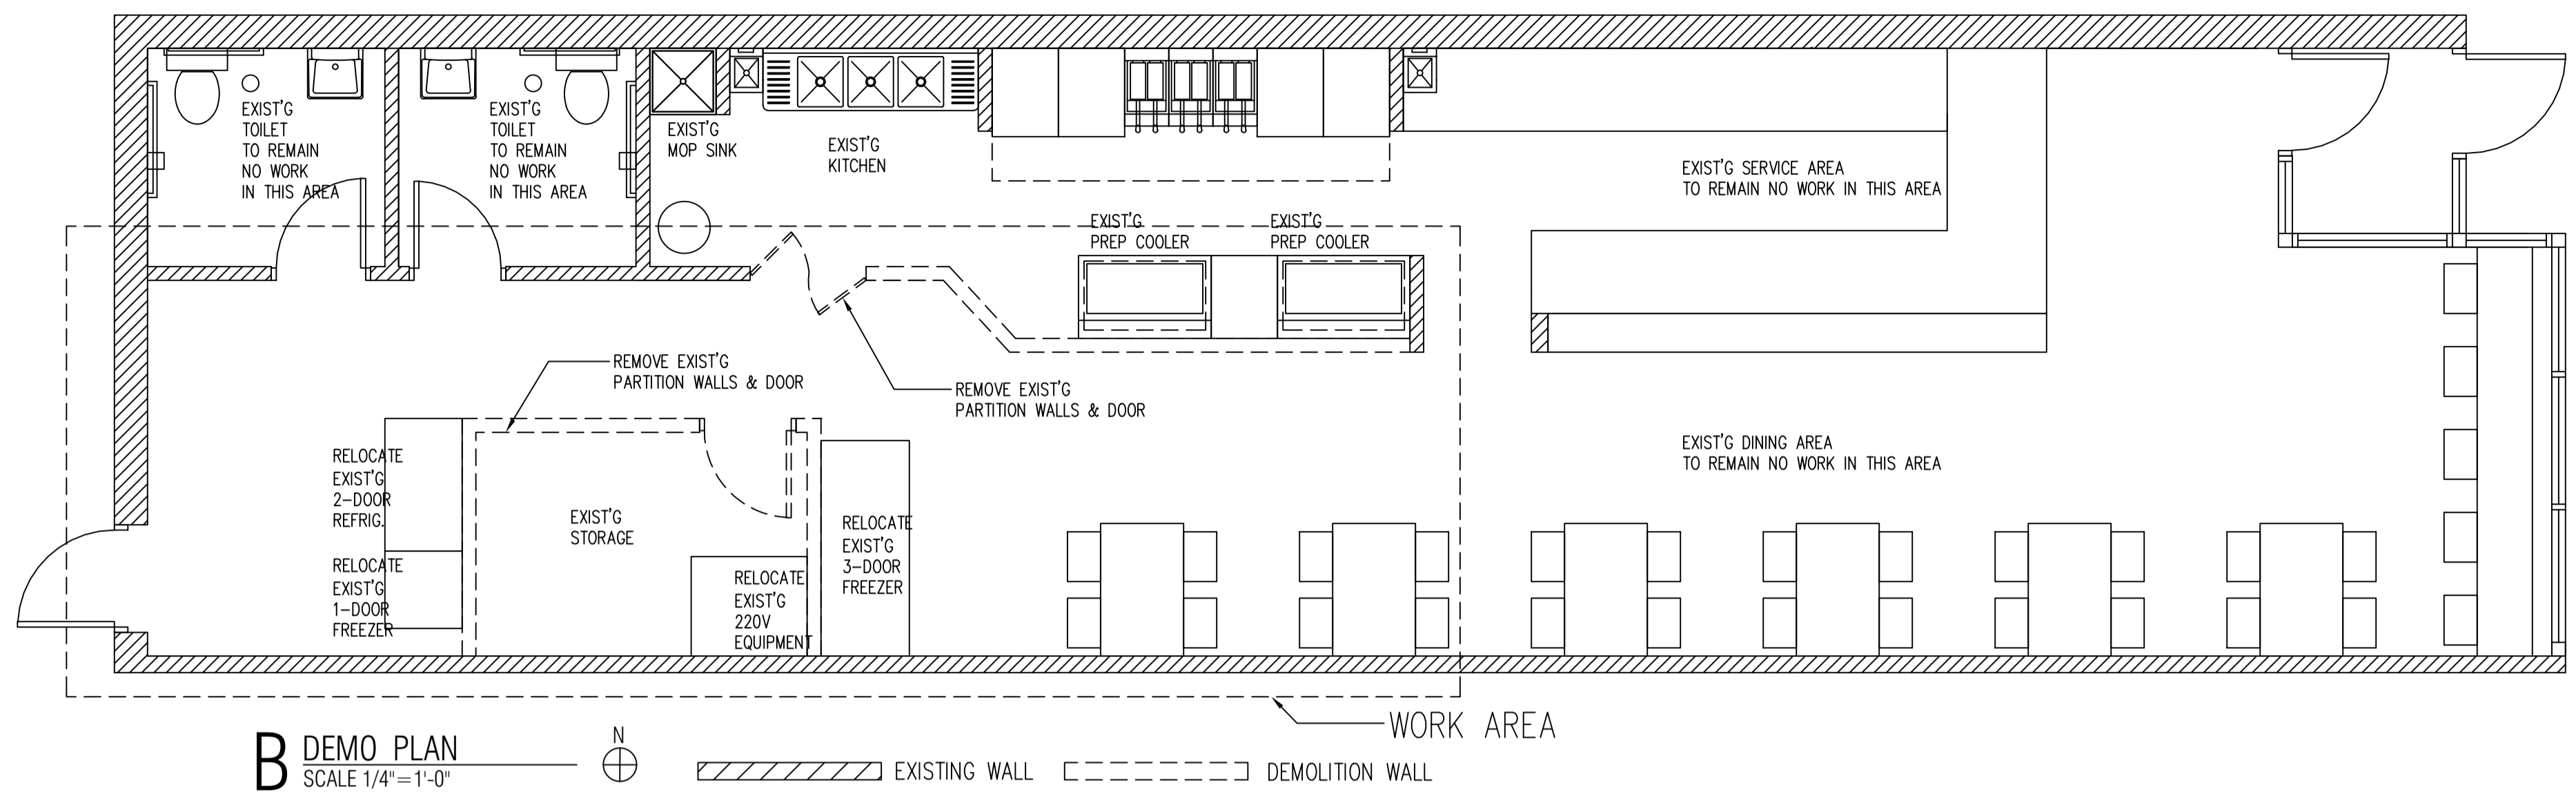 EXIST'G
TOILET
TO REMAIN
NO WORK
IN THIS AREA
EXIST'G
TOILET
TO REMAIN
NO WORK
IN THIS AREA
EXIST'G
MOP SINK
EXIST'G
KITCHEN
EXIST'G SERVICE AREA
TO REMAIN NO WORK IN THIS AREA
EXIST'G
PREP COOLER
EXIST'G
PREP COOLER
REMOVE EXIST'G
PARTITION WALLS & DOOR
REMOVE EXIST'G
PARTITION WALLS & DOOR
RELOCATE
EXIST'G
2-DOOR
REFRIG.
RELOCATE
EXIST'G
1-DOOR
FREEZER
EXIST'G
STORAGE
RELOCATE
EXIST'G
220V
EQUIPMENT
RELOCATE
EXIST'G
3-DOOR
FREEZER
EXIST'G DINING AREA
TO REMAIN NO WORK IN THIS AREA
WORK AREA
B DEMO PLAN
SCALE 1/4"=1'-0"
N
EXISTING WALL
DEMOLITION WALL